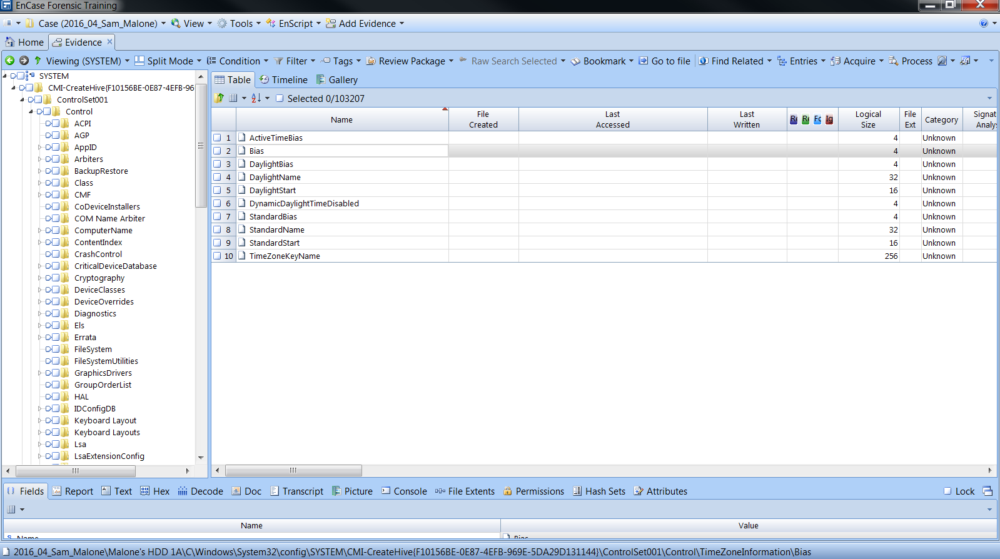 EnCase Forensic Training
Case (2016_04_Sam_Malone) View Tools EnScript Add Evidence
Home Evidence
Viewing (SYSTEM) Split Mode Condition Filter Tags Review Package Raw Search Selected Bookmark Go to file Find Related Entries Acquire Process
SYSTEM
CMI-CreateHive{F10156BE-0E87-4EFB-96
ControlSet001
Control
ACPI
AGP
AppID
Arbiters
BackupRestore
Class
CMF
CoDeviceInstallers
COM Name Arbiter
ComputerName
ContentIndex
CrashControl
CriticalDeviceDatabase
Cryptography
DeviceClasses
DeviceOverrides
Diagnostics
Els
Errata
FileSystem
FileSystemUtilities
GraphicsDrivers
GroupOrderList
HAL
IDConfigDB
Keyboard Layout
Keyboard Layouts
Lsa
LsaExtensionConfig
Table Timeline Gallery
Selected 0/103207
Name File Created Last Accessed Last Written Re Re Fo Ig Logical Size File Ext Category Signat Analys
1 ActiveTimeBias 4 Unknown
2 Bias 4 Unknown
3 DaylightBias 4 Unknown
4 DaylightName 32 Unknown
5 DaylightStart 16 Unknown
6 DynamicDaylightTimeDisabled 4 Unknown
7 StandardBias 4 Unknown
8 StandardName 32 Unknown
9 StandardStart 16 Unknown
10 TimeZoneKeyName 256 Unknown
Fields Report Text Hex Decode Doc Transcript Picture Console File Extents Permissions Hash Sets Attributes Lock
Name Value
Name Bias
2016_04_Sam_Malone\Malone's HDD 1A\C\Windows\System32\config\SYSTEM\CMI-CreateHive{F10156BE-0E87-4EFB-969E-5DA29D131144}\ControlSet001\Control\TimeZoneInformation\Bias